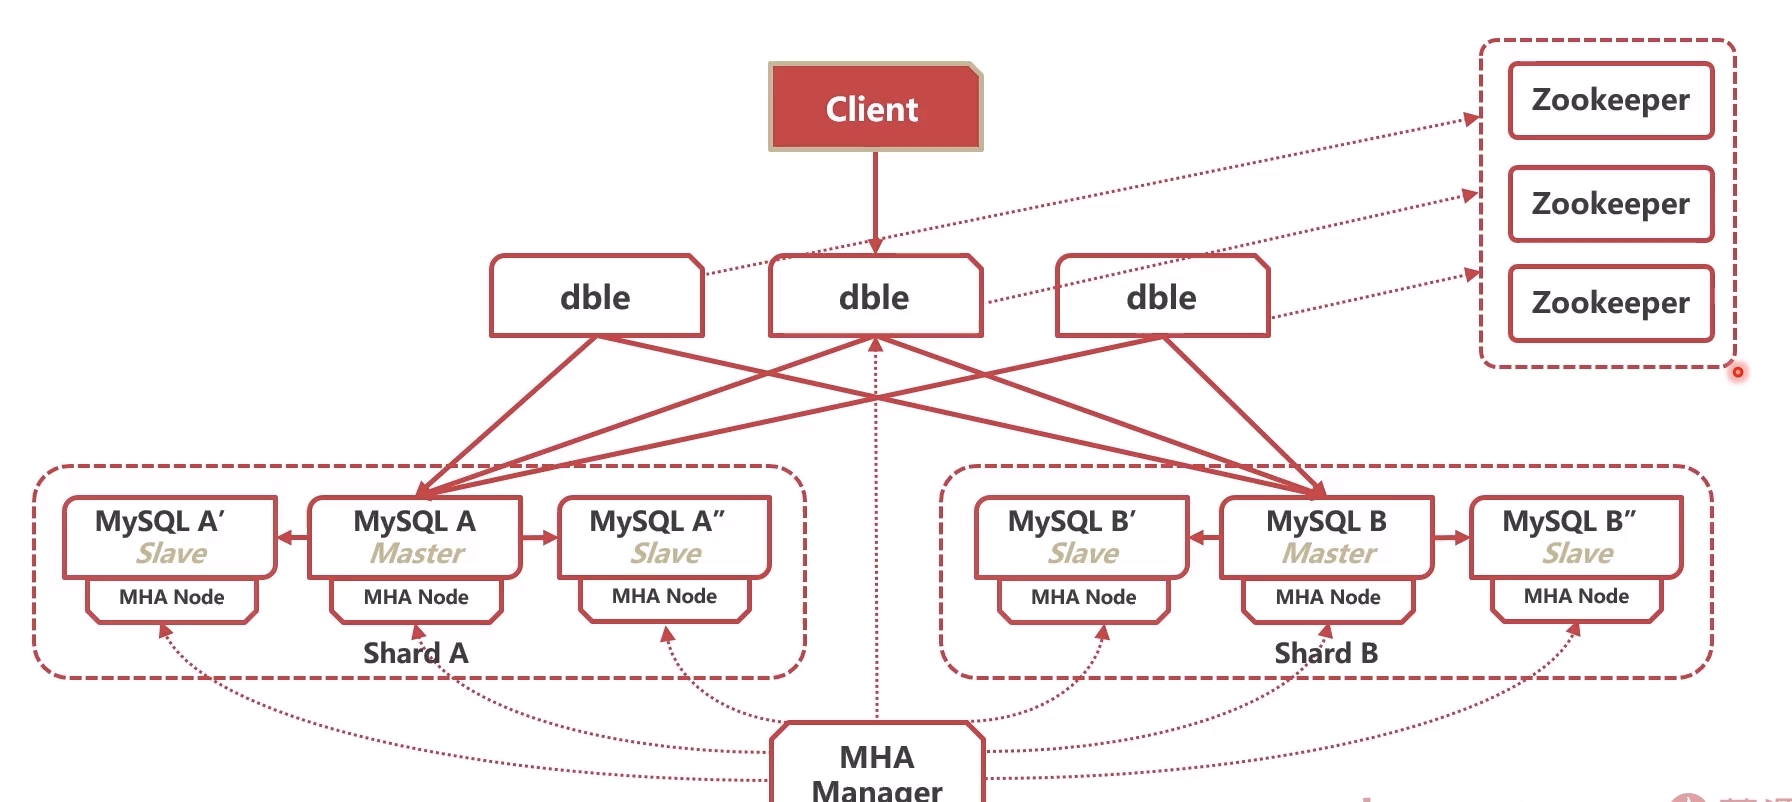 Client
Zookeeper
Zookeeper
Zookeeper
dble
dble
dble
MySQL A’
Slave
MHA Node
MySQL A
Master
MHA Node
MySQL A”
Slave
MHA Node
Shard A
MySQL B’
Slave
MHA Node
MySQL B
Master
MHA Node
MySQL B”
Slave
MHA Node
Shard B
MHA
Manager